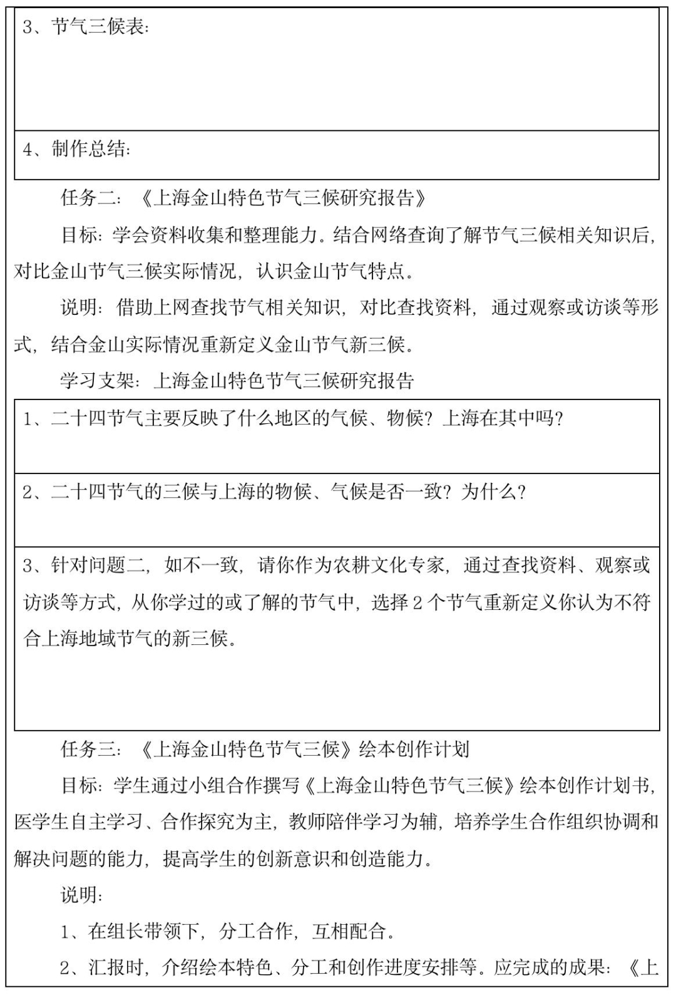 3、节气三候表：
4、制作总结：
任务二：《上海金山特色节气三候研究报告》
目标：学会资料收集和整理能力。结合网络查询了解节气三候相关知识后，
对比金山节气三候实际情况，认识金山节气特点。
说明：借助上网查找节气相关知识，对比查找资料，通过观察或访谈等形
式，结合金山实际情况重新定义金山节气新三候。
学习支架：上海金山特色节气三候研究报告
1、二十四节气主要反映了什么地区的气候、物候？上海在其中吗？
2、二十四节气的三候与上海的物候、气候是否一致？为什么？
3、针对问题二，如不一致，请你作为农耕文化专家，通过查找资料、观察或
访谈等方式，从你学过的或了解的节气中，选择 2 个节气重新定义你认为不符
合上海地域节气的新三候。
任务三：《上海金山特色节气三候》绘本创作计划
目标：学生通过小组合作撰写《上海金山特色节气三候》绘本创作计划书，
医学生自主学习、合作探究为主，教师陪伴学习为辅，培养学生合作组织协调和
解决问题的能力，提高学生的创新意识和创造能力。
说明：
1、在组长带领下，分工合作，互相配合。
2、汇报时，介绍绘本特色、分工和创作进度安排等。应完成的成果：《上